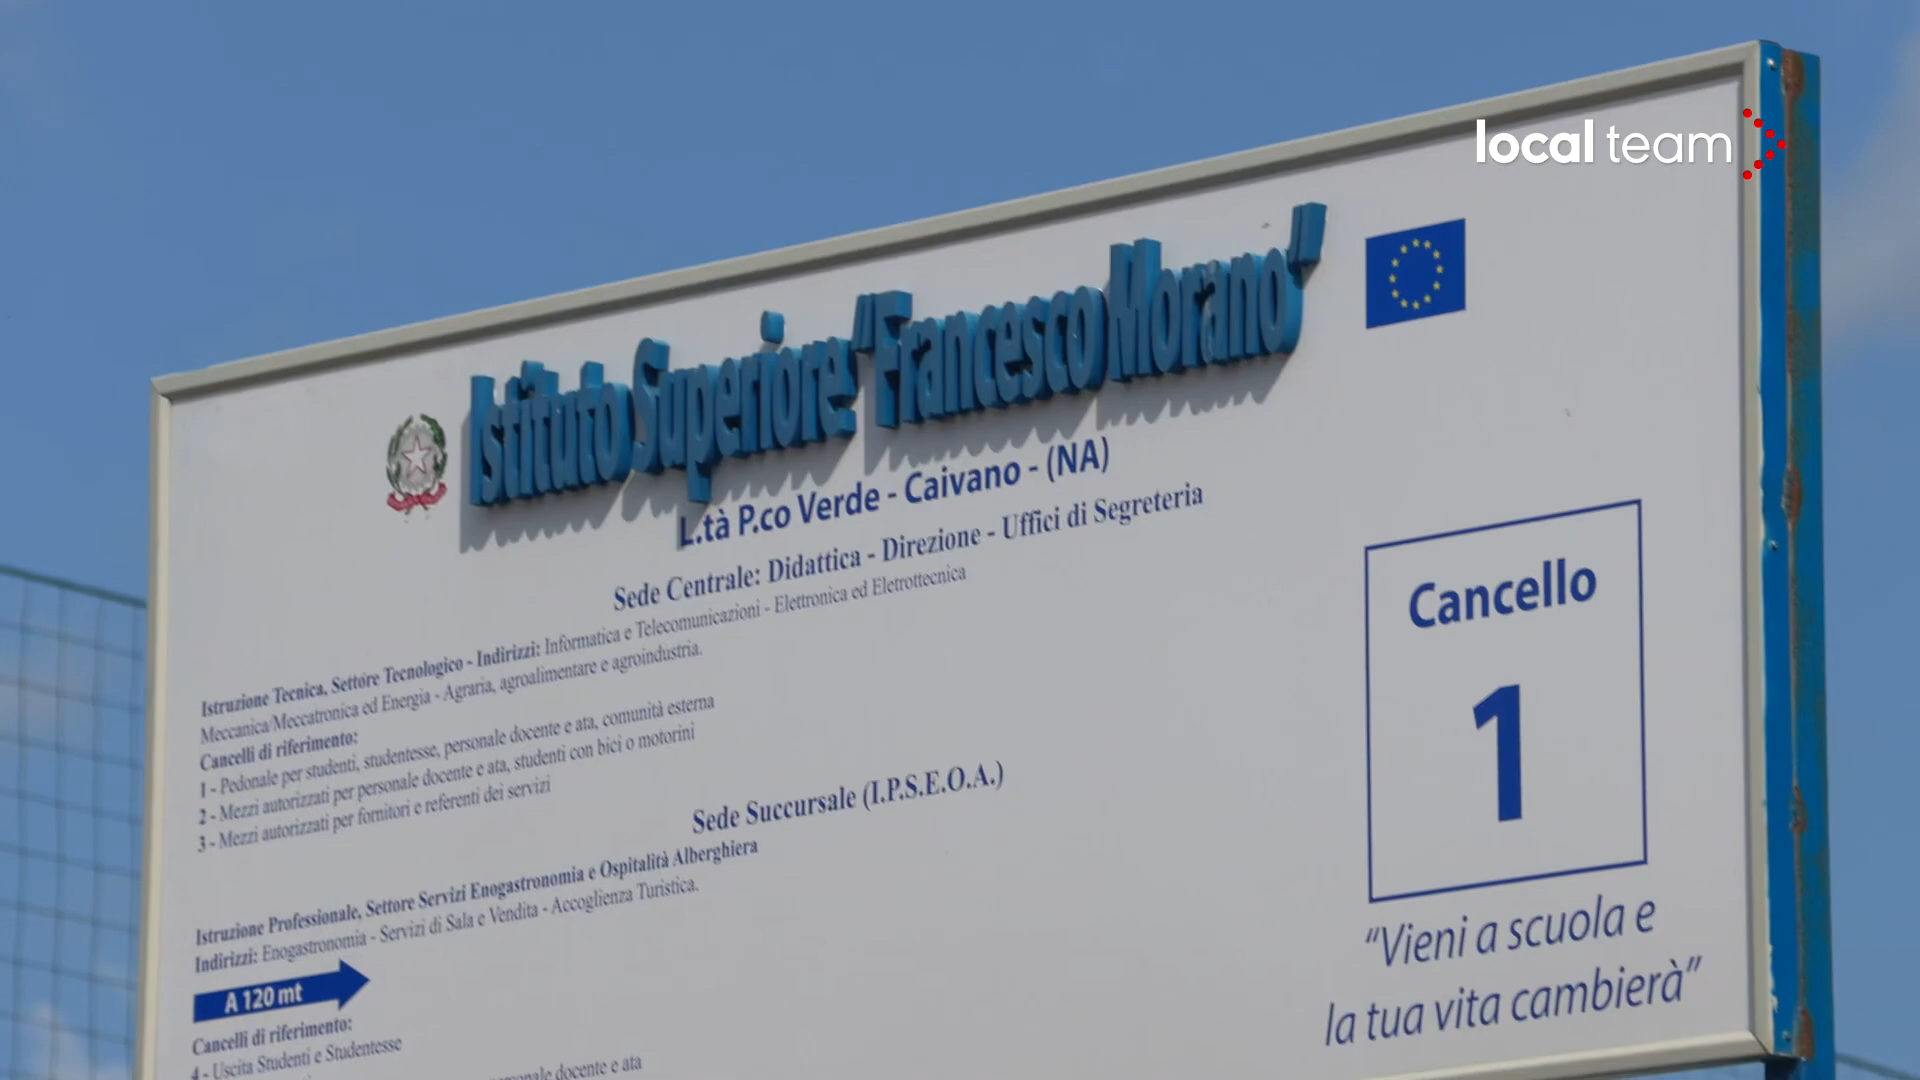 local team
Istituto Superiore "Francesco Morano"
L.tà P.co Verde - Caivano - (NA)
Sede Centrale: Didattica - Direzione - Uffici di Segreteria
Istruzione Tecnica, Settore Tecnologico - Indirizzi: Informatica e Telecomunicazioni - Elettronica ed Eletrottecnica
Meccanica/Meccatronica ed Energia - Agraria, agroalimentare e agroindustria.
Cancelli di riferimento:
1 - Pedonale per studenti, studentesse, personale docente e ata, comunità esterna
2 - Mezzi autorizzati per personale docente e ata, studenti con bici o motorini
3 - Mezzi autorizzati per fornitori e referenti dei servizi
Sede Succursale (I.P.S.E.O.A.)
Istruzione Professionale, Settore Servizi Enogastronomia e Ospitalità Alberghiera
Indirizzi: Enogastronomia - Servizi di Sala e Vendita - Accoglienza Turistica.
A 120 mt
Cancelli di riferimento:
4 - Uscita Studenti e Studentesse
docente e ata
Cancello
1
"Vieni a scuola e
la tua vita cambierà"